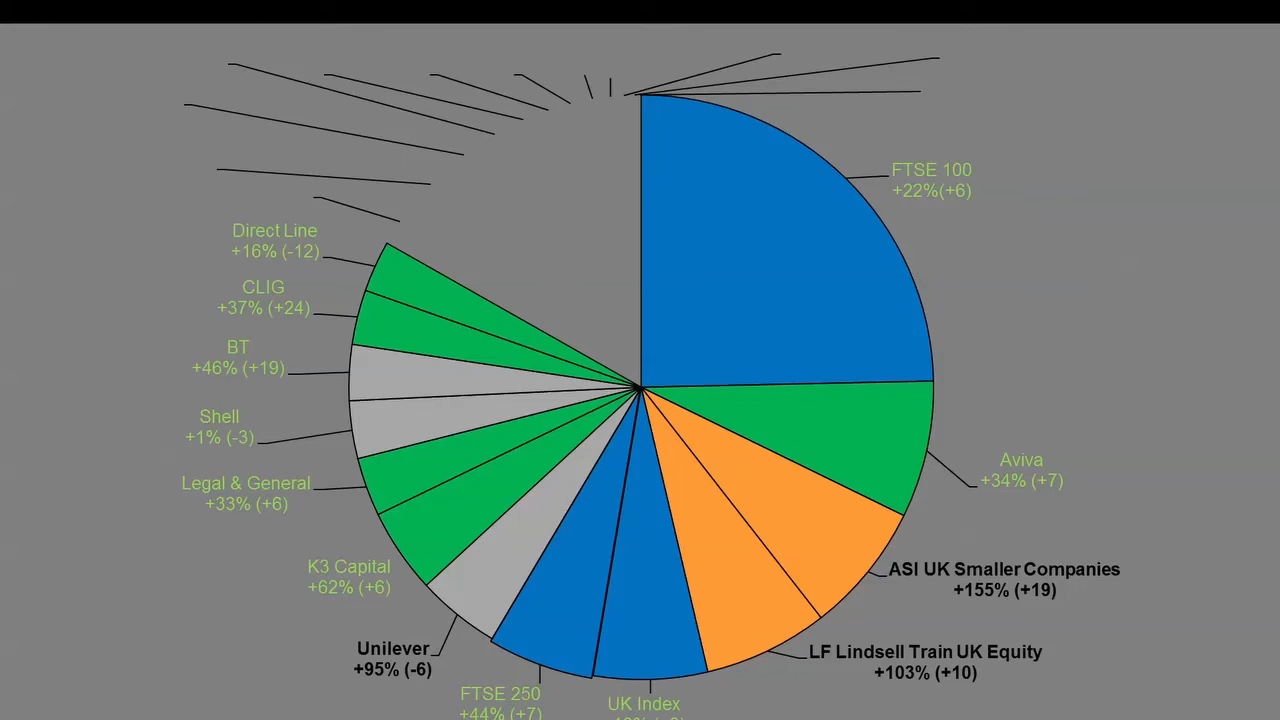 FTSE 100
+22%(+6)
Direct Line
+16% (-12)
CLIG
+37% (+24)
BT
+46% (+19)
Shell
+1% (-3)
Aviva
+34% (+7)
Legal & General
+33% (+6)
K3 Capital
+62% (+6)
ASI UK Smaller Companies
+155% (+19)
Unilever
+95% (-6)
LF Lindsell Train UK Equity
+103% (+10)
FTSE 250
+44% (+7)
UK Index